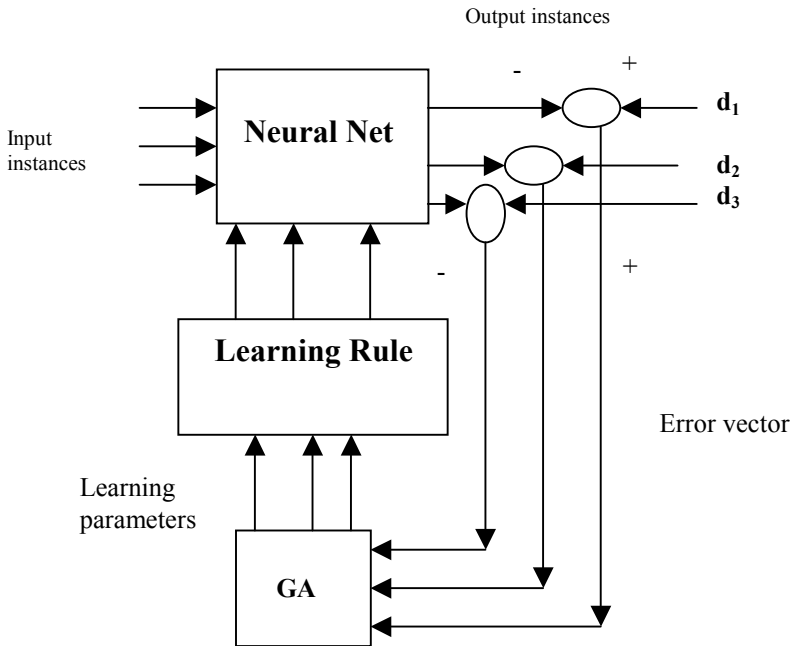 Output instances
- +
d₁
Neural Net
Input
instances
d₂
d₃
- +
Learning Rule
Error vector
Learning
parameters
GA